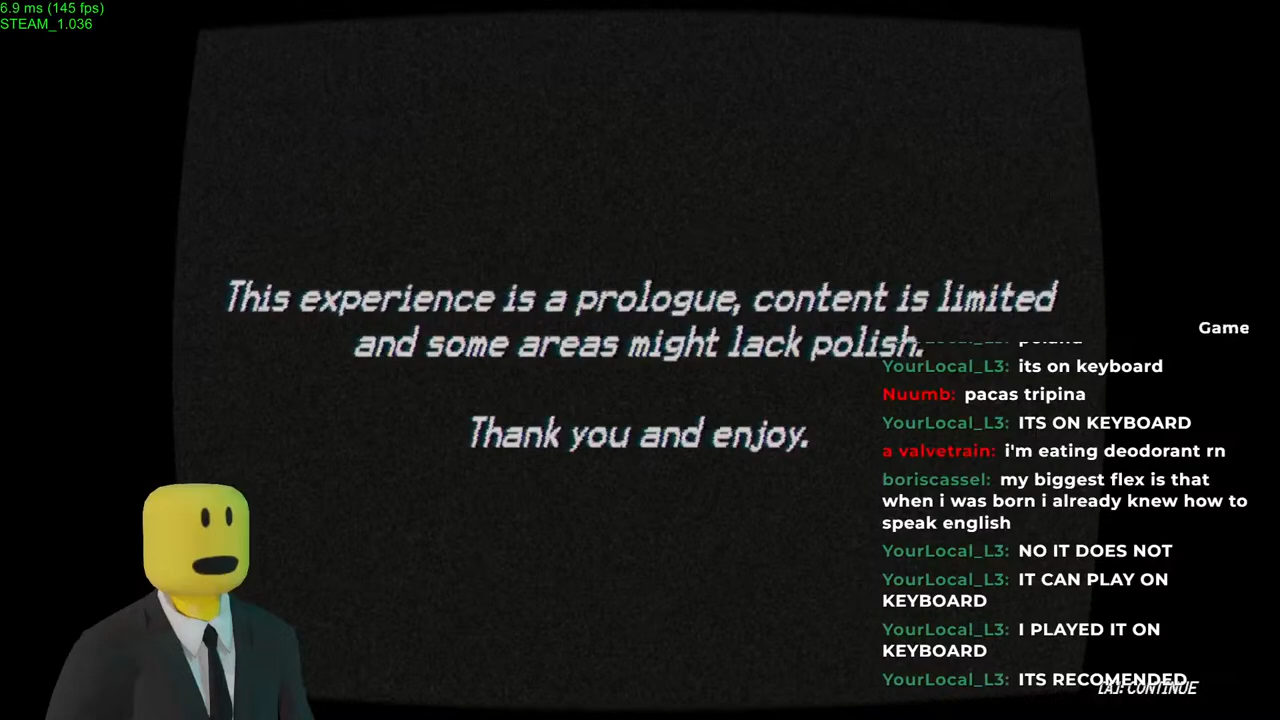 6.9 ms (145 fps)
STEAM_1.036
This experience is a prologue, content is limited
and some areas might lack polish.
Thank you and enjoy.
Game
YourLocal_L3: its on keyboard
Nuumb: pacas tripina
YourLocal_L3: ITS ON KEYBOARD
a valvetrain: i'm eating deodorant rn
boriscassel: my biggest flex is that
when i was born i already knew how to
speak english
YourLocal_L3: NO IT DOES NOT
YourLocal_L3: IT CAN PLAY ON
KEYBOARD
YourLocal_L3: I PLAYED IT ON
KEYBOARD
YourLocal_L3: ITS RECOMENDED
[A]: CONTINUE